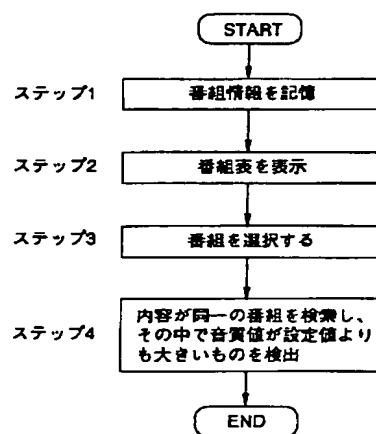 START
ステップ1
番組情報を記憶
ステップ2
番組表を表示
ステップ3
番組を選択する
ステップ4
内容が同一の番組を検索し、
その中で音質値が設定値より
も大きいものを検出
END